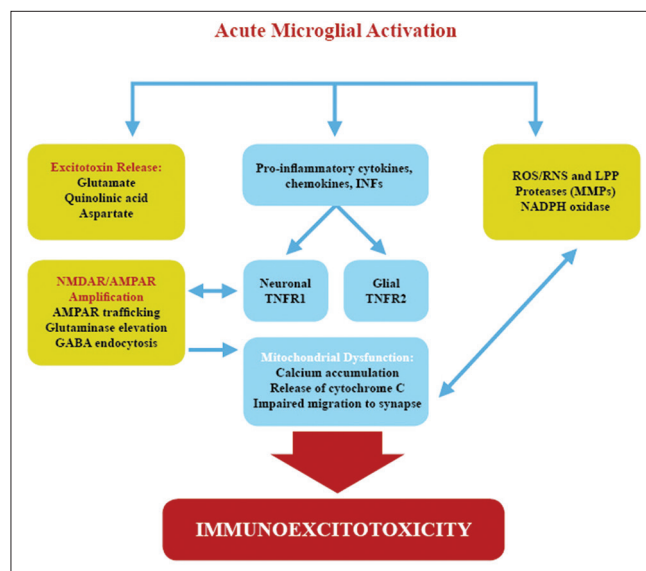 Acute Microglial Activation
Excitotoxin Release:
Glutamate
Quinolinic acid
Aspartate
Pro-inflammatory cytokines,
chemokines, INFs
ROS/RNS and LPP
Proteases (MMPs)
NADPH oxidase
NMDAR/AMPAR
Amplification
AMPAR trafficking
Glutaminase elevation
GABA endocytosis
Neuronal
TNFR1
Glial
TNFR2
Mitochondrial Dysfunction:
Calcium accumulation
Release of cytochrome C
Impaired migration to synapse
IMMUNOEXCITOTOXICITY